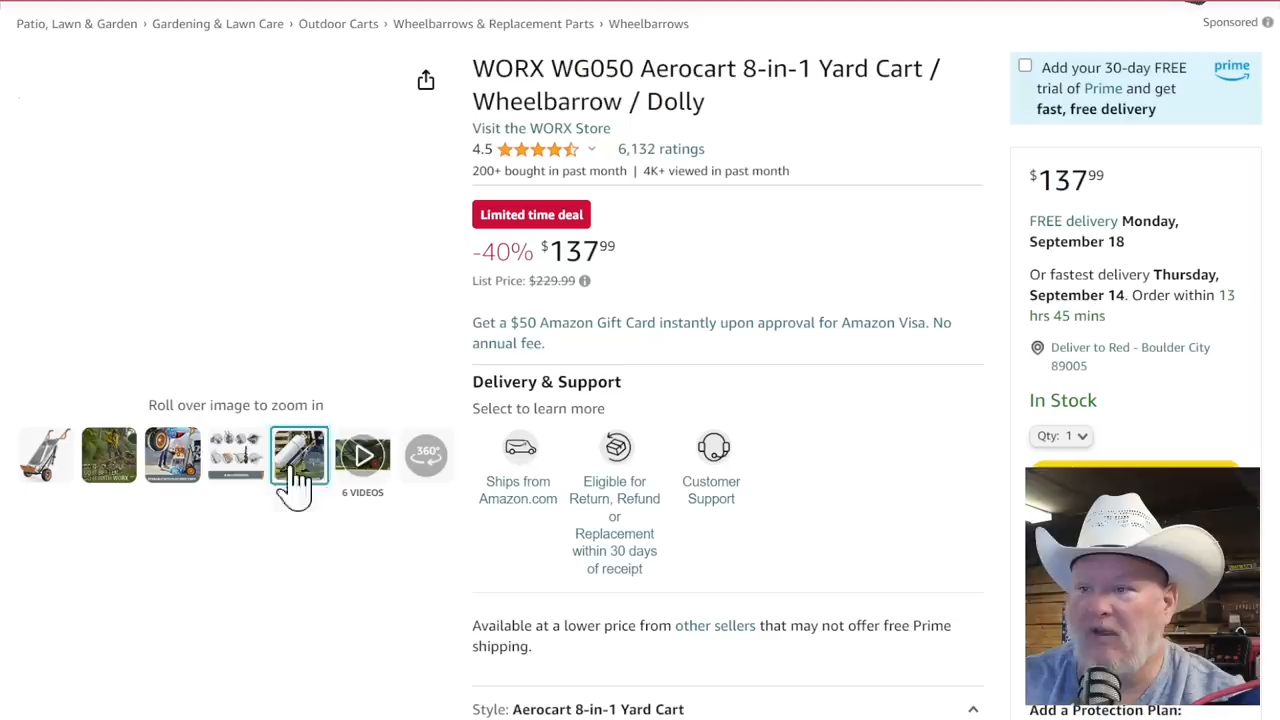 Patio, Lawn & Garden › Gardening & Lawn Care › Outdoor Carts › Wheelbarrows & Replacement Parts › Wheelbarrows
Sponsored
WORX WG050 Aerocart 8-in-1 Yard Cart /
Wheelbarrow / Dolly
Visit the WORX Store
4.5 6,132 ratings
200+ bought in past month | 4K+ viewed in past month
Limited time deal
-40% $137 99
List Price: $229.99
Get a $50 Amazon Gift Card instantly upon approval for Amazon Visa. No
annual fee.
Delivery & Support
Select to learn more
Ships from
Amazon.com
Eligible for
Return, Refund
or
Replacement
within 30 days
of receipt
Customer
Support
Available at a lower price from other sellers that may not offer free Prime
shipping.
Style: Aerocart 8-in-1 Yard Cart
Roll over image to zoom in
360°
6 VIDEOS
Add your 30-day FREE
trial of Prime and get
fast, free delivery
prime
$137 99
FREE delivery Monday,
September 18
Or fastest delivery Thursday,
September 14. Order within 13
hrs 45 mins
Deliver to Red - Boulder City
89005
In Stock
Qty: 1
Add a Protection Plan: